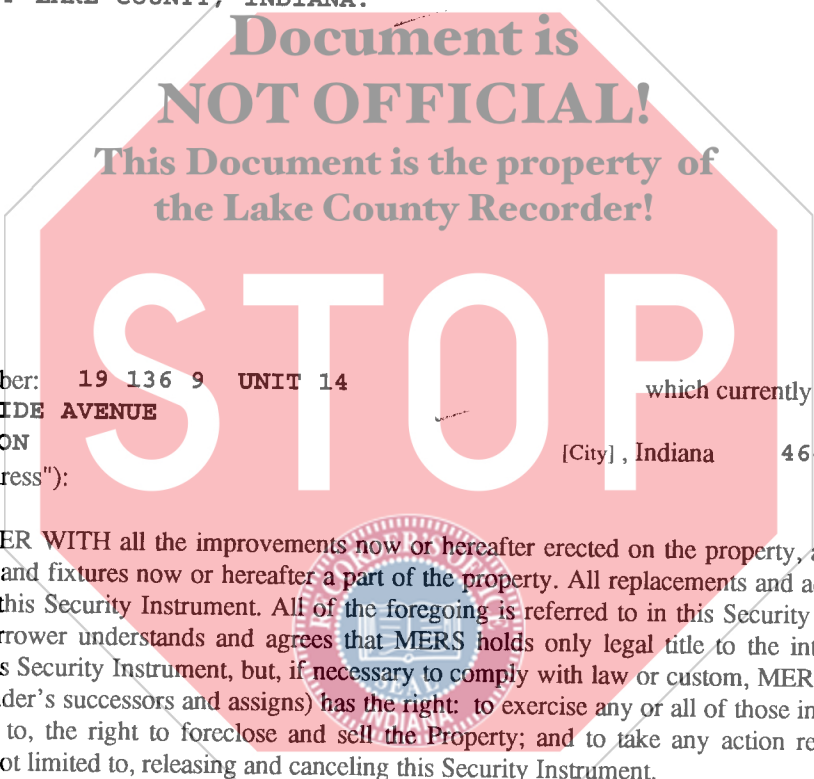 LAKE COUNTY, INDIANA.
Document is
NOT OFFICIAL!
This Document is the property of
the Lake County Recorder!
STOP
ber: 19 136 9 UNIT 14 which currently
IDE AVENUE
ON [City] , Indiana 46
ress"):
ER WITH all the improvements now or hereafter erected on the property, a
and fixtures now or hereafter a part of the property. All replacements and a
this Security Instrument. All of the foregoing is referred to in this Security
rrower understands and agrees that MERS holds only legal title to the int
s Security Instrument, but, if necessary to comply with law or custom, MER
der's successors and assigns) has the right: to exercise any or all of those in
to, the right to foreclose and sell the Property; and to take any action re
ot limited to, releasing and canceling this Security Instrument.
SEAL
INDIANA